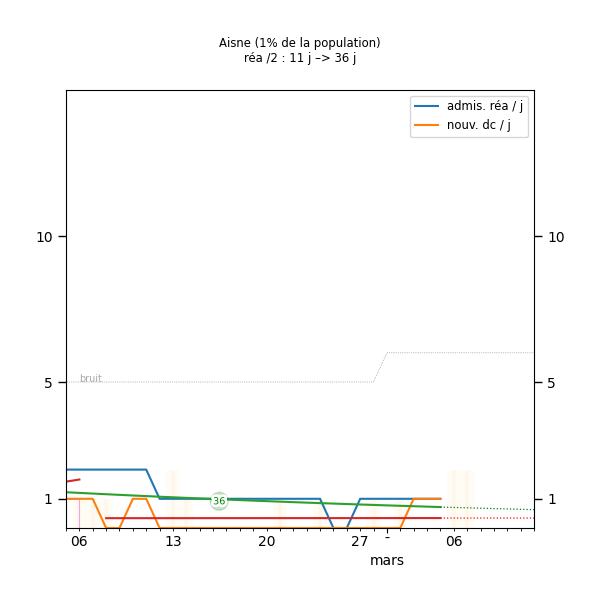 Aisne (1% de la population)
réa /2 : 11 j –> 36 j
admis. réa / j
nouv. dc / j
10 10
bruit
5 5
36
1 1
06 13 20 27 - 06
mars